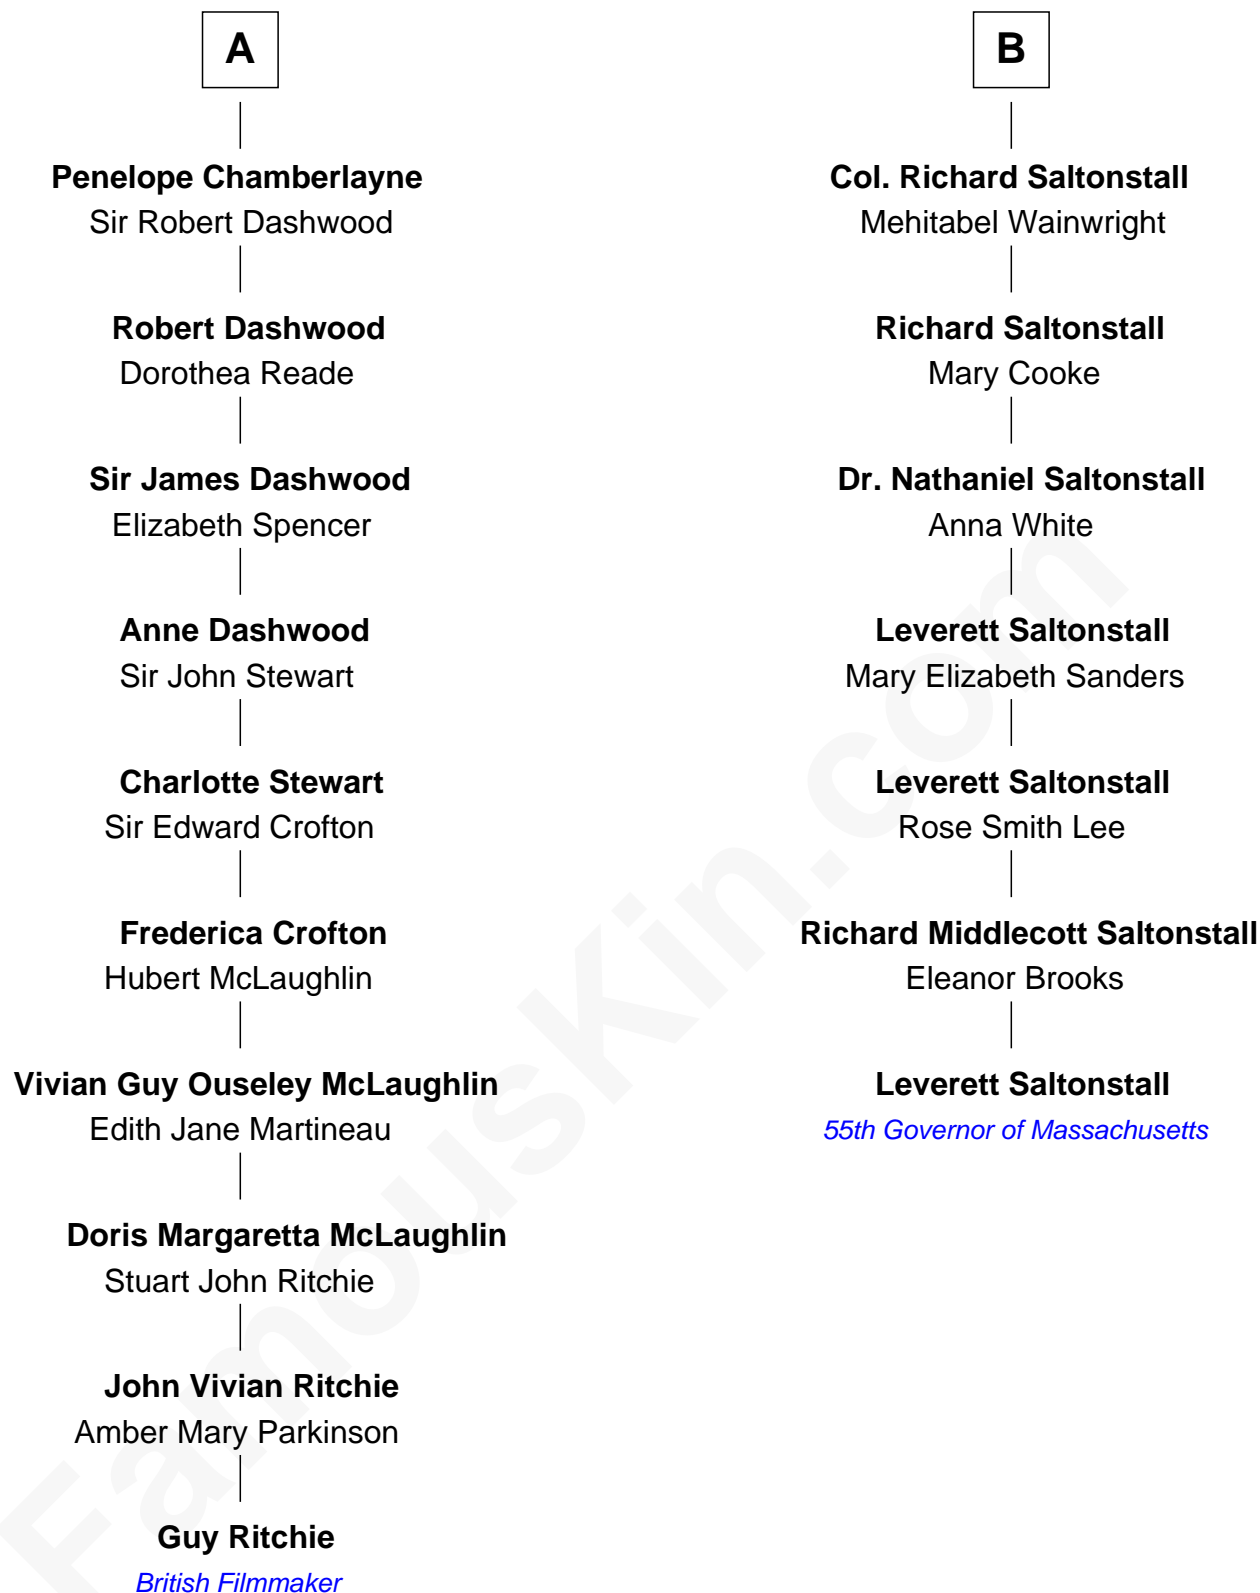 A
Penelope Chamberlayne
Sir Robert Dashwood
Robert Dashwood
Dorothea Reade
Sir James Dashwood
Elizabeth Spencer
Anne Dashwood
Sir John Stewart
Charlotte Stewart
Sir Edward Crofton
Frederica Crofton
Hubert McLaughlin
Vivian Guy Ouseley McLaughlin
Edith Jane Martineau
Doris Margaretta McLaughlin
Stuart John Ritchie
John Vivian Ritchie
Amber Mary Parkinson
Guy Ritchie
British Filmmaker
B
Col. Richard Saltonstall
Mehitabel Wainwright
Richard Saltonstall
Mary Cooke
Dr. Nathaniel Saltonstall
Anna White
Leverett Saltonstall
Mary Elizabeth Sanders
Leverett Saltonstall
Rose Smith Lee
Richard Middlecott Saltonstall
Eleanor Brooks
Leverett Saltonstall
55th Governor of Massachusetts
FamousKin.com